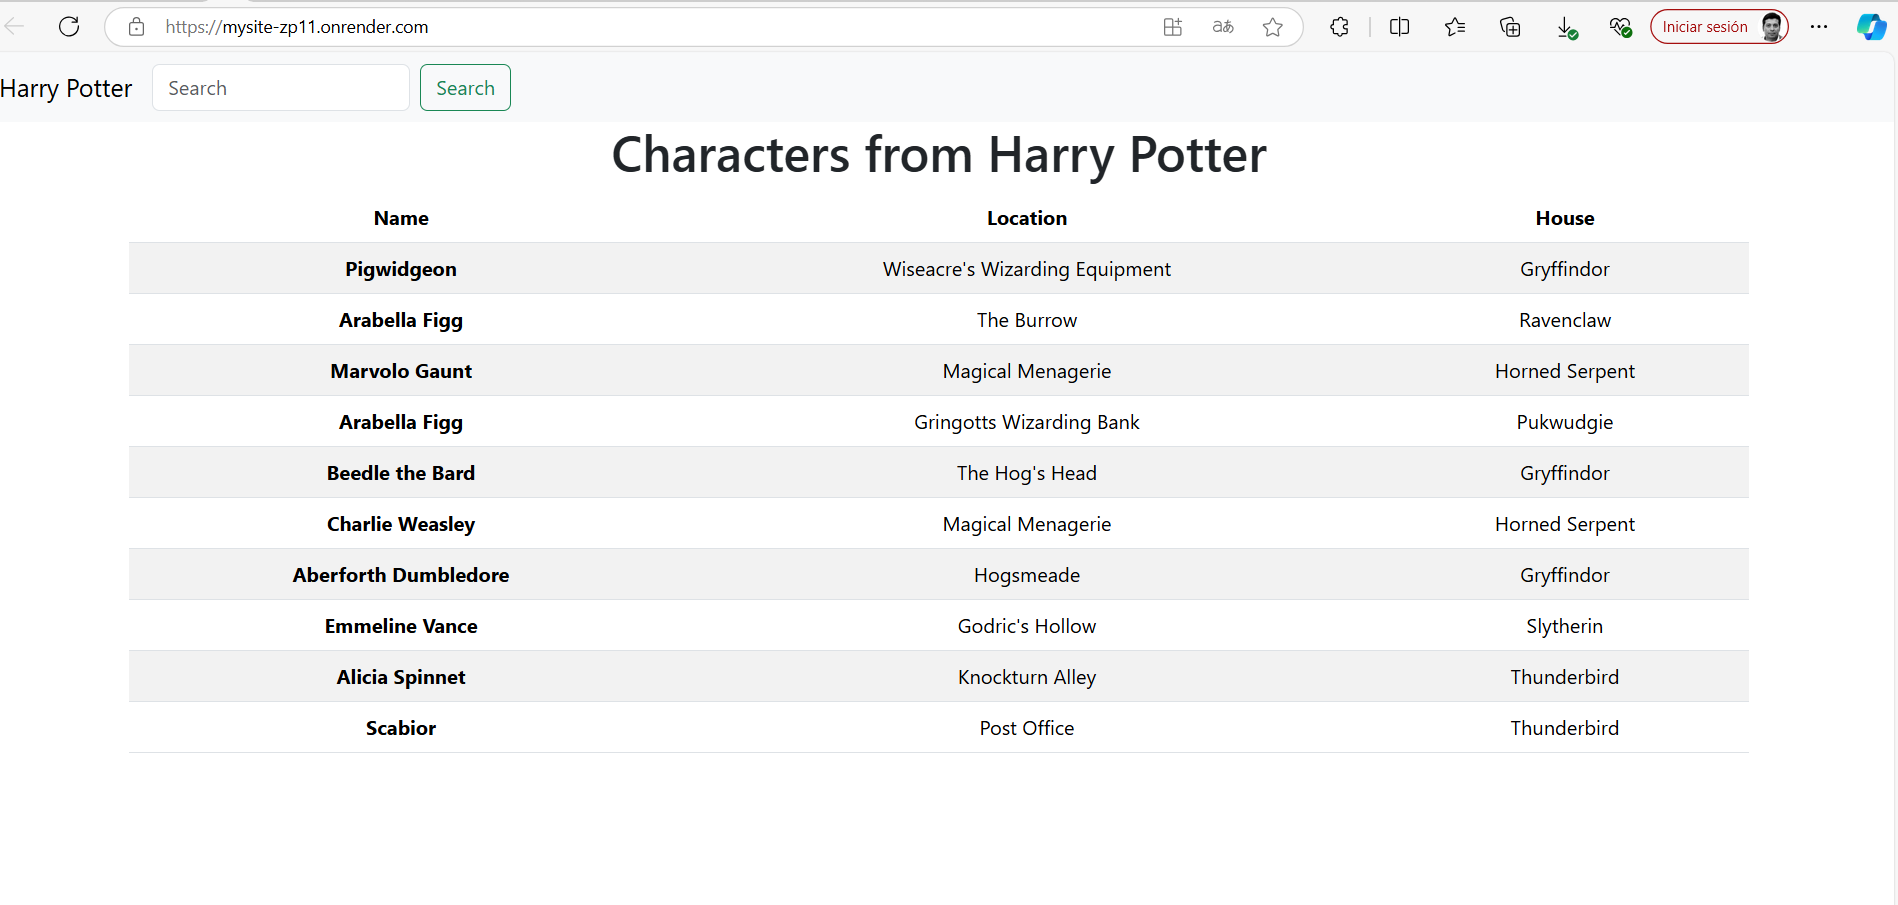 https://mysite-zp11.onrender.com aあ Iniciar sesión
Harry Potter Search Search
Characters from Harry Potter
Name Location House
Pigwidgeon Wiseacre's Wizarding Equipment Gryffindor
Arabella Figg The Burrow Ravenclaw
Marvolo Gaunt Magical Menagerie Horned Serpent
Arabella Figg Gringotts Wizarding Bank Pukwudgie
Beedle the Bard The Hog's Head Gryffindor
Charlie Weasley Magical Menagerie Horned Serpent
Aberforth Dumbledore Hogsmeade Gryffindor
Emmeline Vance Godric's Hollow Slytherin
Alicia Spinnet Knockturn Alley Thunderbird
Scabior Post Office Thunderbird